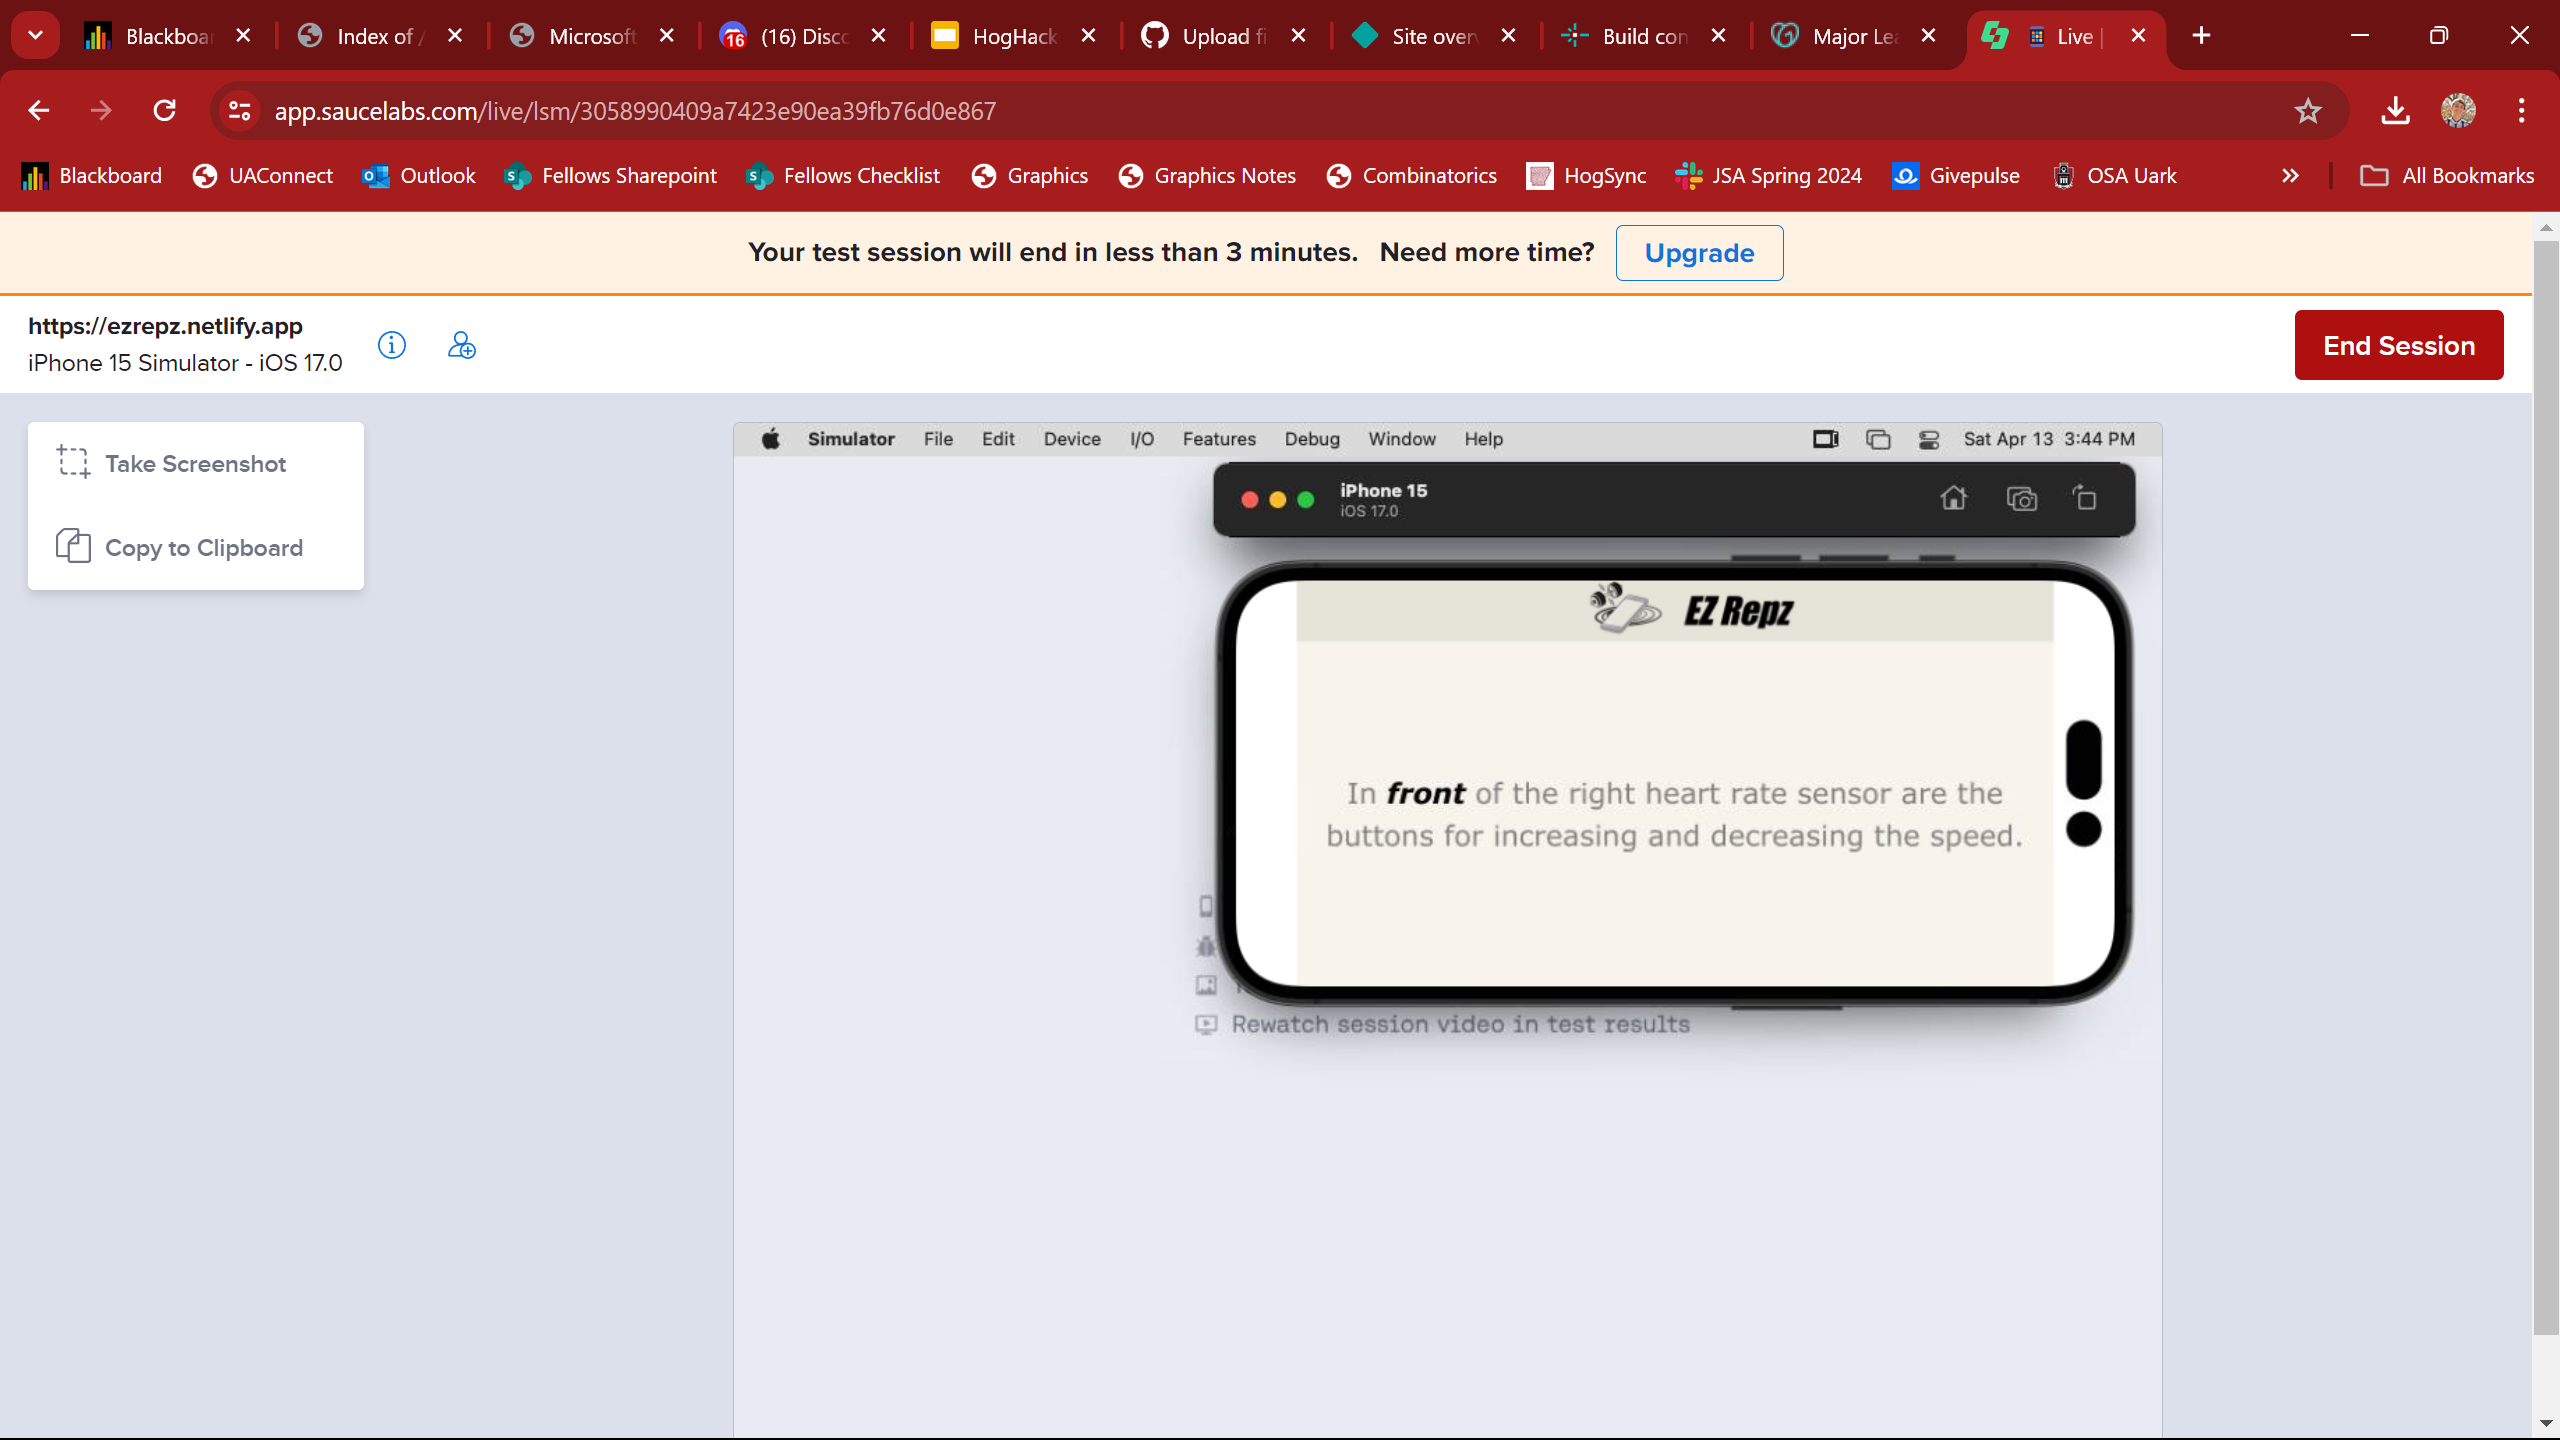 Blackboa
Index of /
Microsoft
16
(16) Disco
HogHack
Upload fi
Site over
Build con
Major Lea
Live |
app.saucelabs.com/live/lsm/3058990409a7423e90ea39fb76d0e867
Blackboard
UAConnect
Outlook
Fellows Sharepoint
Fellows Checklist
Graphics
Graphics Notes
Combinatorics
HogSync
JSA Spring 2024
Givepulse
OSA Uark
All Bookmarks
Your test session will end in less than 3 minutes. Need more time?
Upgrade
https://ezrepz.netlify.app
iPhone 15 Simulator - iOS 17.0
End Session
Take Screenshot
Copy to Clipboard
Simulator File Edit Device I/O Features Debug Window Help
Sat Apr 13 3:44 PM
iPhone 15
iOS 17.0
EZ Repz
In front of the right heart rate sensor are the
buttons for increasing and decreasing the speed.
Rewatch session video in test results